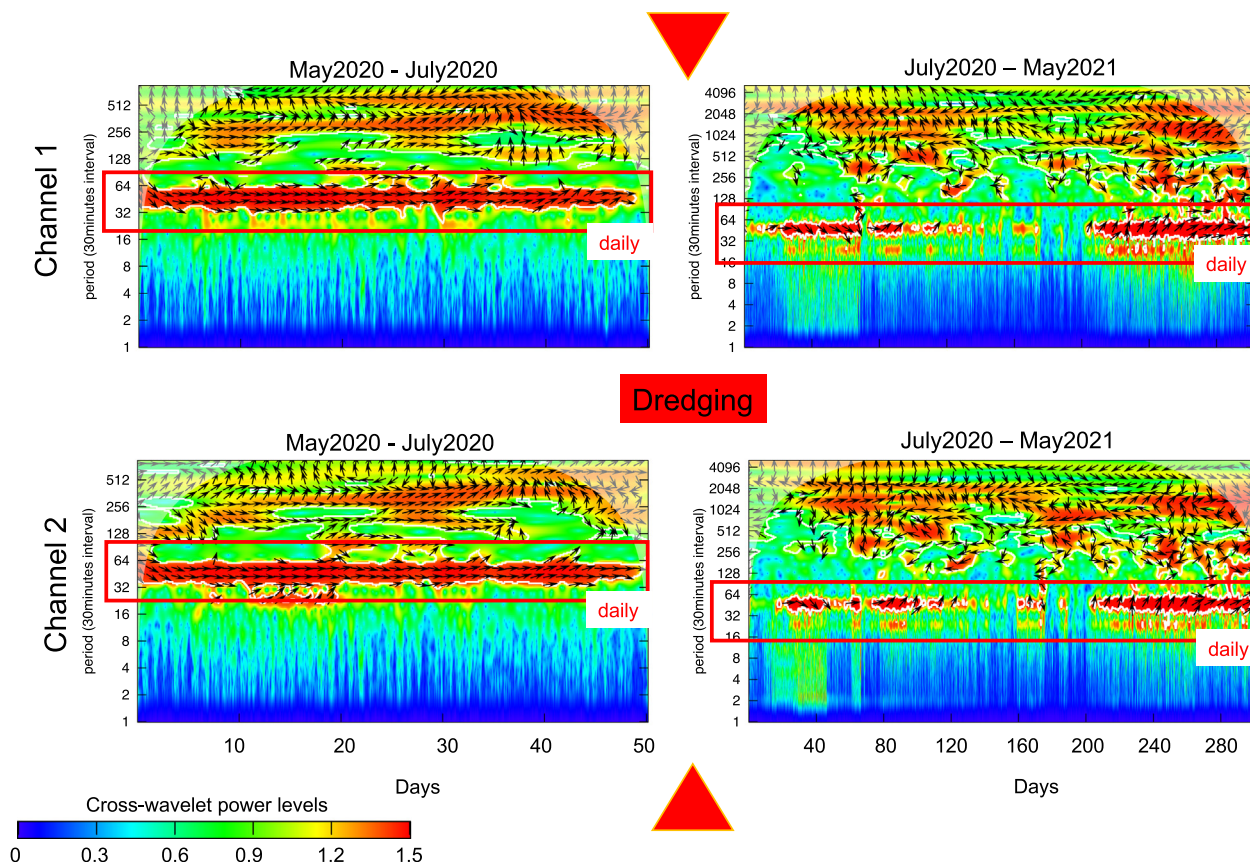 May2020 - July2020
July2020 – May2021
Channel 1
period (30minutes interval)
512
256
128
64
32
16
8
4
2
1
daily
period (30minutes interval)
4096
2048
1024
512
256
128
64
32
16
8
4
2
1
daily
Dredging
May2020 - July2020
July2020 – May2021
Channel 2
period (30minutes interval)
512
256
128
64
32
16
8
4
2
1
daily
period (30minutes interval)
4096
2048
1024
512
256
128
64
32
16
8
4
2
1
daily
10 20 30 40 50
40 80 120 160 200 240 280
Days
Days
Cross-wavelet power levels
0 0.3 0.6 0.9 1.2 1.5